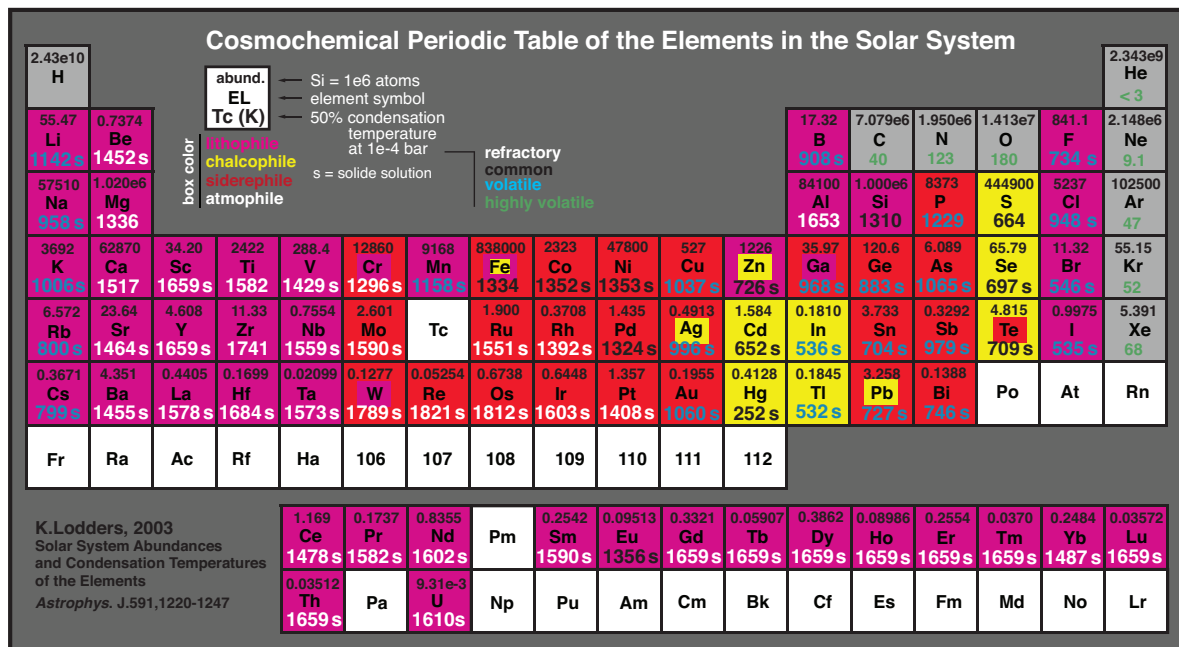 Cosmochemical Periodic Table of the Elements in the Solar System
abund.
EL
Tc (K)
Si = 1e6 atoms
element symbol
50% condensation
temperature
at 1e-4 bar
s = solide solution
box color
lithophile
chalcophile
siderephile
atmophile
refractory
common
volatile
highly volatile
2.43e10
H
2.343e9
He
< 3
55.47
Li
1142 s
0.7374
Be
1452 s
17.32
B
908 s
7.079e6
C
40
1.950e6
N
123
1.413e7
O
180
841.1
F
734 s
2.148e6
Ne
9.1
57510
Na
958 s
1.020e6
Mg
1336
84100
Al
1653
1.000e6
Si
1310
8373
P
1229
444900
S
664
5237
Cl
948 s
102500
Ar
47
3692
K
1006 s
62870
Ca
1517
34.20
Sc
1659 s
2422
Ti
1582
288.4
V
1429 s
12860
Cr
1296 s
9168
Mn
1158 s
838000
Fe
1334
2323
Co
1352 s
47800
Ni
1353 s
527
Cu
1037 s
1226
Zn
726 s
35.97
Ga
968 s
120.6
Ge
883 s
6.089
As
1065 s
65.79
Se
697 s
11.32
Br
546 s
55.15
Kr
52
6.572
Rb
800 s
23.64
Sr
1464 s
4.608
Y
1659 s
11.33
Zr
1741
0.7554
Nb
1559 s
2.601
Mo
1590 s
Tc
1.900
Ru
1551 s
0.3708
Rh
1392 s
1.435
Pd
1324 s
0.4913
Ag
996 s
1.584
Cd
652 s
0.1810
In
536 s
3.733
Sn
704 s
0.3292
Sb
979 s
4.815
Te
709 s
0.9975
I
535 s
5.391
Xe
68
0.3671
Cs
799 s
4.351
Ba
1455 s
0.4405
La
1578 s
0.1699
Hf
1684 s
0.02099
Ta
1573 s
0.1277
W
1789 s
0.05254
Re
1821 s
0.6738
Os
1812 s
0.6448
Ir
1603 s
1.357
Pt
1408 s
0.1955
Au
1060 s
0.4128
Hg
252 s
0.1845
Tl
532 s
3.258
Pb
727 s
0.1388
Bi
746 s
Po
At
Rn
Fr
Ra
Ac
Rf
Ha
106
107
108
109
110
111
112
K.Lodders, 2003
Solar System Abundances
and Condensation Temperatures
of the Elements
Astrophys. J.591,1220-1247
1.169
Ce
1478 s
0.1737
Pr
1582 s
0.8355
Nd
1602 s
Pm
0.2542
Sm
1590 s
0.09513
Eu
1356 s
0.3321
Gd
1659 s
0.05907
Tb
1659 s
0.3862
Dy
1659 s
0.08986
Ho
1659 s
0.2554
Er
1659 s
0.0370
Tm
1659 s
0.2484
Yb
1487 s
0.03572
Lu
1659 s
0.03512
Th
1659 s
Pa
9.31e-3
U
1610s
Np
Pu
Am
Cm
Bk
Cf
Es
Fm
Md
No
Lr